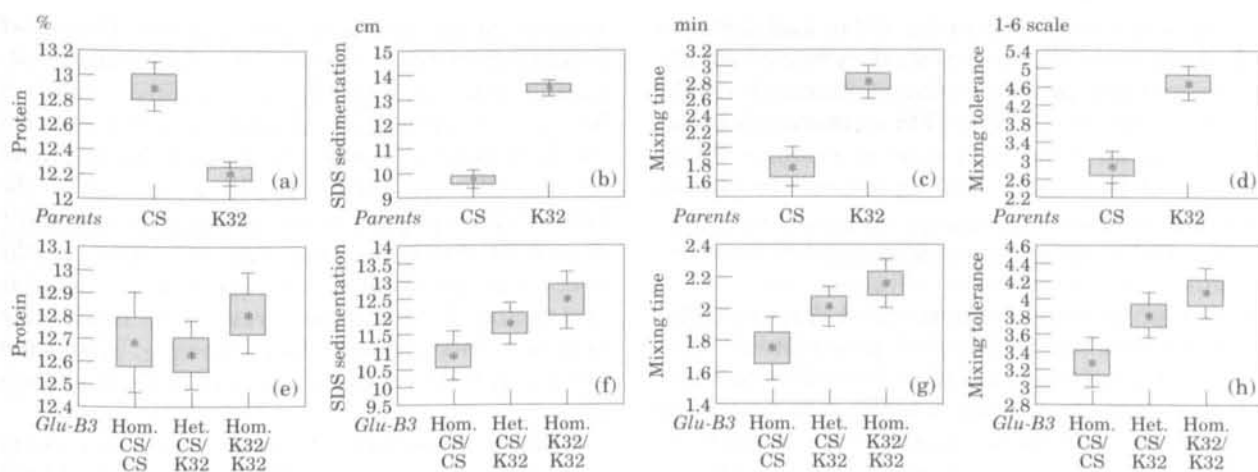 %
Protein
13.2
13
12.8
12.6
12.4
12.2
12
(a)
Parents CS K32
cm
SDS sedimentation
15
14
13
12
11
10
9
(b)
Parents CS K32
min
Mixing time
3.2
3
2.8
2.6
2.4
2.2
2
1.8
1.6
(c)
Parents CS K32
1-6 scale
Mixing tolerance
5.4
5
4.6
4.2
3.8
3.4
3
2.6
2.2
(d)
Parents CS K32
Protein
13.1
13
12.9
12.8
12.7
12.6
12.5
12.4
(e)
Glu-B3 Hom. Het. Hom.
CS/ CS/ K32/
CS K32 K32
SDS sedimentation
14
13.5
13
12.5
12
11.5
11
10.5
10
9.5
(f)
Glu-B3 Hom. Het. Hom.
CS/ CS/ K32/
CS K32 K32
Mixing time
2.4
2.2
2
1.8
1.6
1.4
(g)
Glu-B3 Hom. Het. Hom.
CS/ CS/ K32/
CS K32 K32
Mixing tolerance
4.6
4.4
4.2
4
3.8
3.6
3.4
3.2
3
2.8
(h)
Glu-B3 Hom. Het. Hom.
CS/ CS/ K32/
CS K32 K32